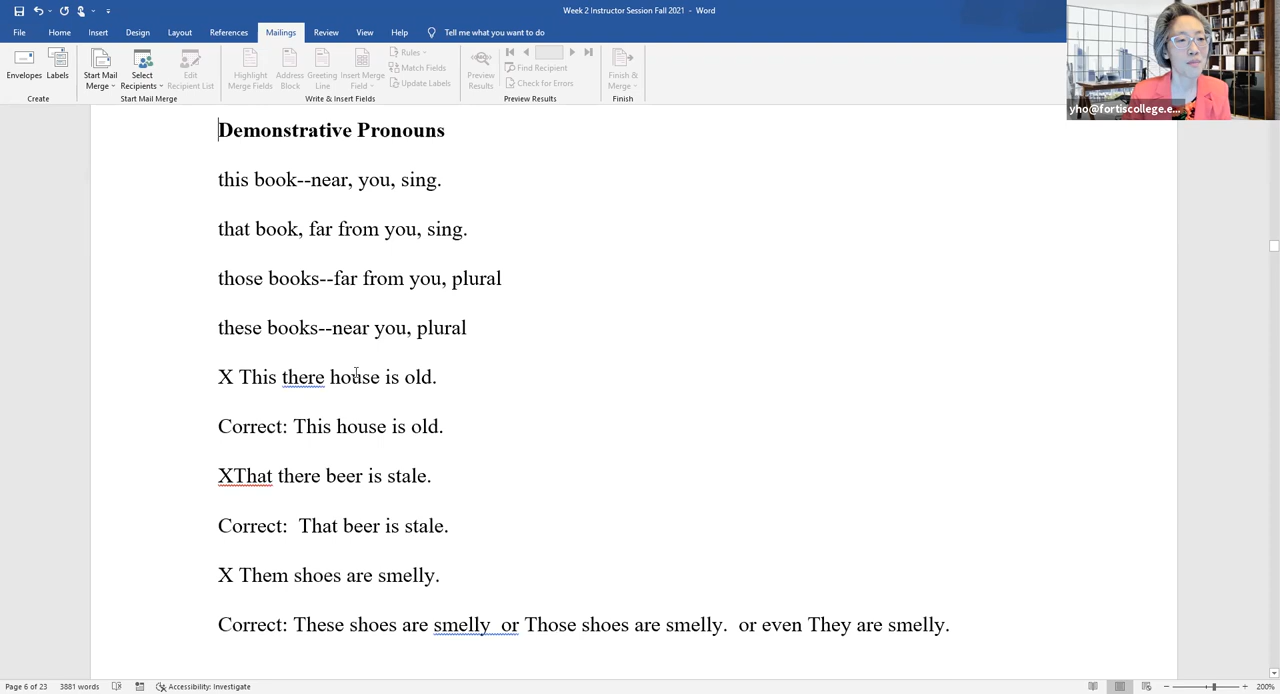 Week 2 Instructor Session Fall 2021 - Word
File Home Insert Design Layout References Mailings Review View Help Tell me what you want to do
Envelopes Labels Start Mail Merge Select Recipients Edit Recipient List Highlight Merge Fields Address Block Greeting Line Insert Merge Field Rules Match Fields Update Labels Preview Results Find Recipient Check for Errors Finish & Merge
Create Start Mail Merge Write & Insert Fields Preview Results Finish
yho@fortiscollege.e...
Demonstrative Pronouns
this book--near, you, sing.
that book, far from you, sing.
those books--far from you, plural
these books--near you, plural
X This there house is old.
Correct: This house is old.
XThat there beer is stale.
Correct:  That beer is stale.
X Them shoes are smelly.
Correct: These shoes are smelly  or Those shoes are smelly.  or even They are smelly.
Page 6 of 23 3881 words Accessibility: Investigate 200%